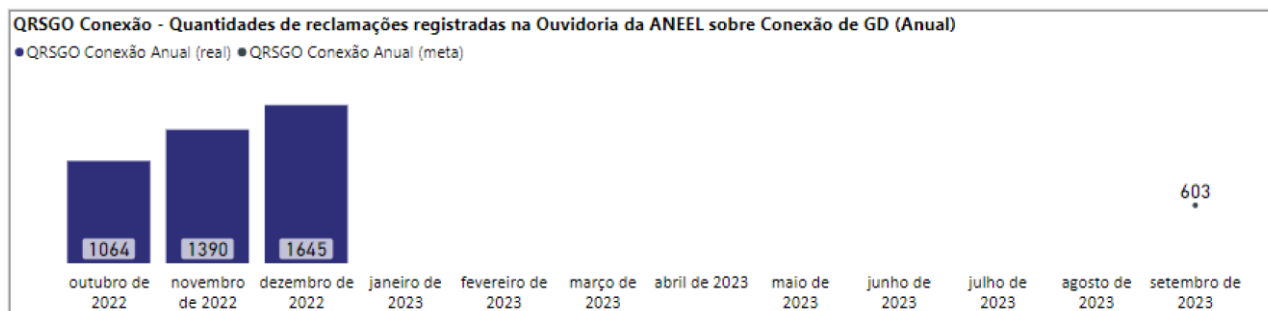 QRSGO Conexão - Quantidades de reclamações registradas na Ouvidoria da ANEEL sobre Conexão de GD (Anual)
QRSGO Conexão Anual (real) QRSGO Conexão Anual (meta)
603
1064 1390 1645
outubro de novembro dezembro de janeiro de fevereiro de março de abril de 2023 maio de junho de julho de agosto de setembro de
2022 de 2022 2022 2023 2023 2023 2023 2023 2023 2023 2023